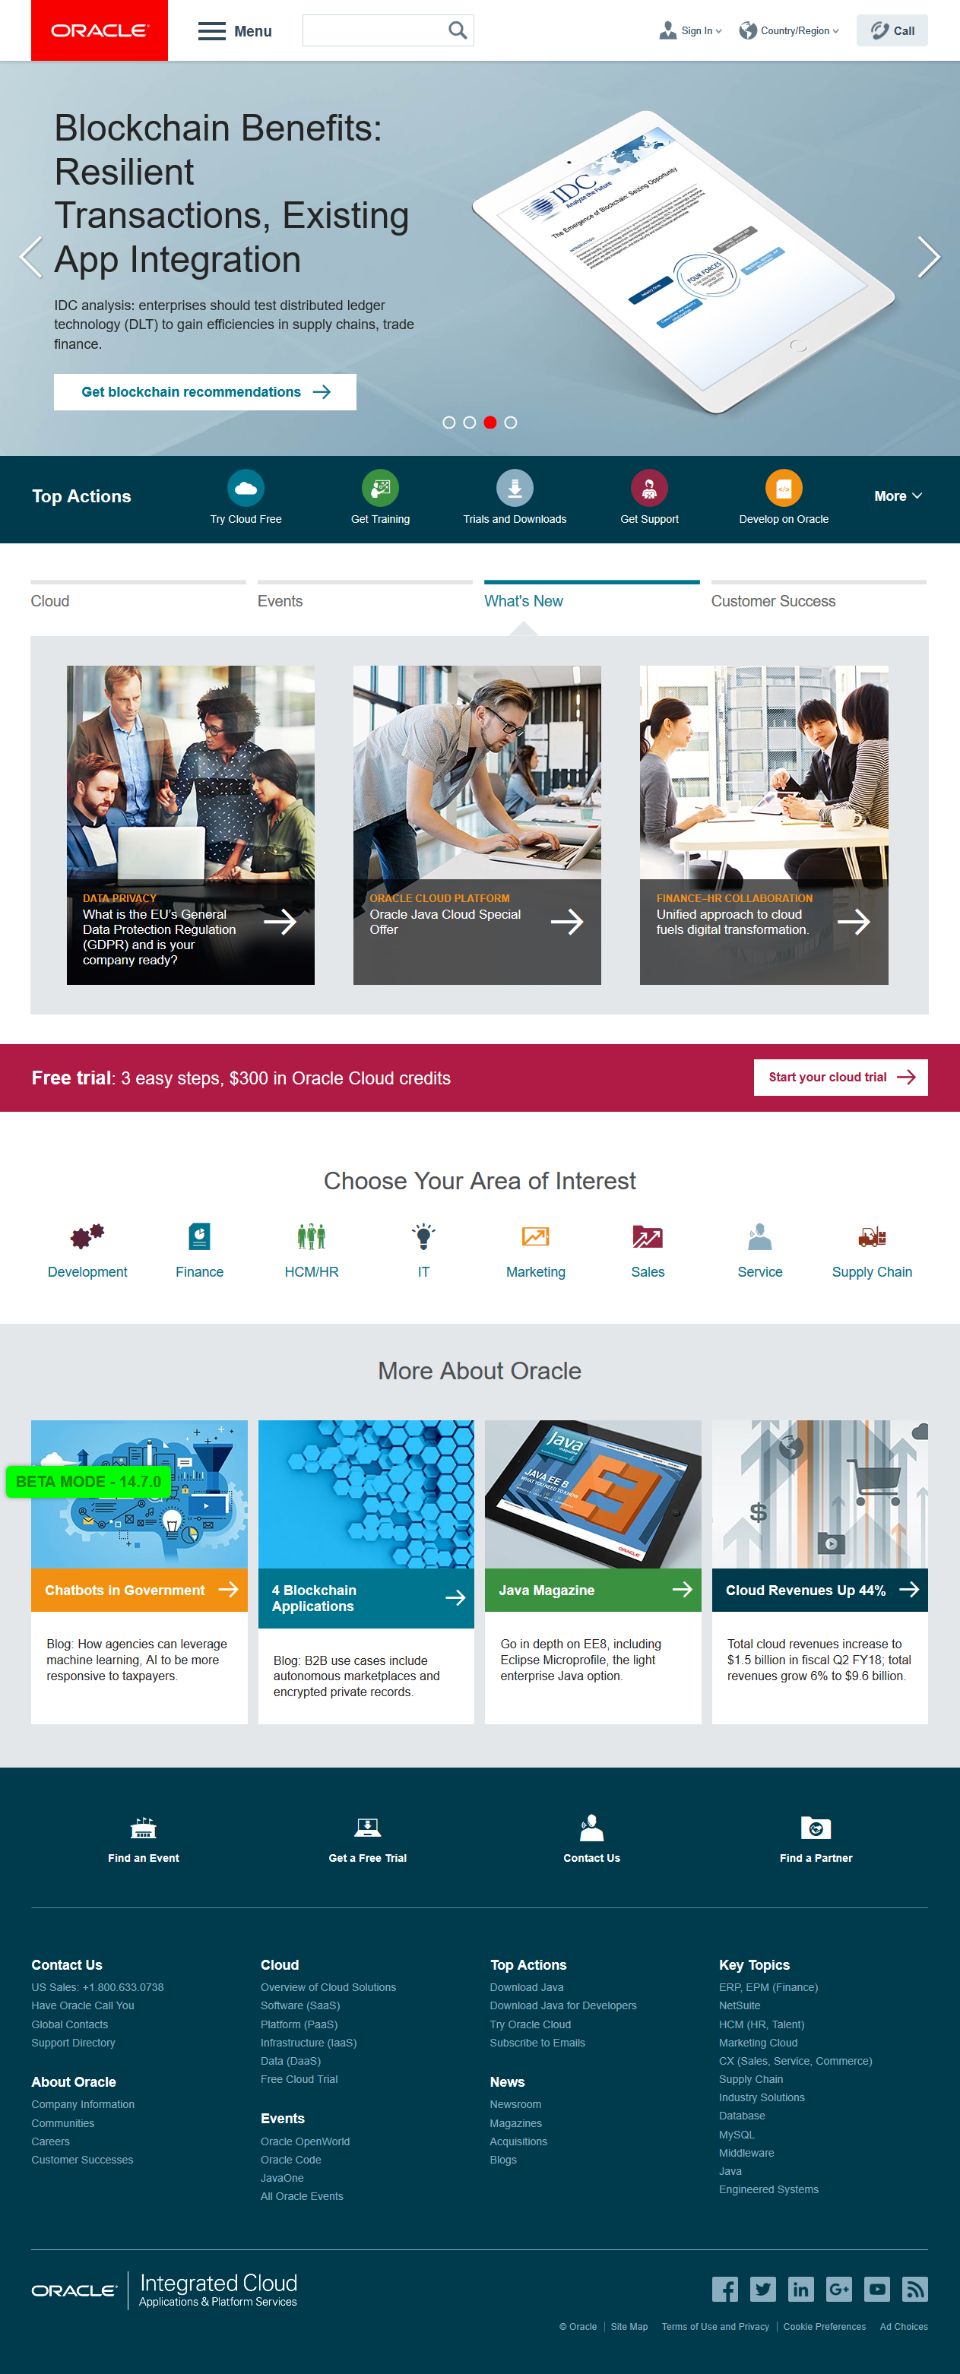 ORACLE
Menu
Sign In
Country/Region
Call
Blockchain Benefits:
Resilient
Transactions, Existing
App Integration
IDC analysis: enterprises should test distributed ledger
technology (DLT) to gain efficiencies in supply chains, trade
finance.
Get blockchain recommendations
IDC
Analyze the Future
The Emergence of Blockchain: Seizing Opportunity
FOUR FORCES
Top Actions
Try Cloud Free
Get Training
Trials and Downloads
Get Support
Develop on Oracle
More
Cloud
Events
What's New
Customer Success
DATA PRIVACY
What is the EU's General
Data Protection Regulation
(GDPR) and is your
company ready?
ORACLE CLOUD PLATFORM
Oracle Java Cloud Special
Offer
FINANCE–HR COLLABORATION
Unified approach to cloud
fuels digital transformation.
Free trial: 3 easy steps, $300 in Oracle Cloud credits
Start your cloud trial
Choose Your Area of Interest
Development
Finance
HCM/HR
IT
Marketing
Sales
Service
Supply Chain
More About Oracle
BETA MODE - 14.7.0
Java
JAVA EE 8
WHAT YOU NEED TO KNOW
ORACLE
$
Chatbots in Government
Blog: How agencies can leverage
machine learning, AI to be more
responsive to taxpayers.
4 Blockchain
Applications
Blog: B2B use cases include
autonomous marketplaces and
encrypted private records.
Java Magazine
Go in depth on EE8, including
Eclipse Microprofile, the light
enterprise Java option.
Cloud Revenues Up 44%
Total cloud revenues increase to
$1.5 billion in fiscal Q2 FY18; total
revenues grow 6% to $9.6 billion.
Find an Event
Get a Free Trial
Contact Us
Find a Partner
Contact Us
US Sales: +1.800.633.0738
Have Oracle Call You
Global Contacts
Support Directory
About Oracle
Company Information
Communities
Careers
Customer Successes
Cloud
Overview of Cloud Solutions
Software (SaaS)
Platform (PaaS)
Infrastructure (IaaS)
Data (DaaS)
Free Cloud Trial
Events
Oracle OpenWorld
Oracle Code
JavaOne
All Oracle Events
Top Actions
Download Java
Download Java for Developers
Try Oracle Cloud
Subscribe to Emails
News
Newsroom
Magazines
Acquisitions
Blogs
Key Topics
ERP, EPM (Finance)
NetSuite
HCM (HR, Talent)
Marketing Cloud
CX (Sales, Service, Commerce)
Supply Chain
Industry Solutions
Database
MySQL
Middleware
Java
Engineered Systems
ORACLE
Integrated Cloud
Applications & Platform Services
© Oracle
Site Map
Terms of Use and Privacy
Cookie Preferences
Ad Choices